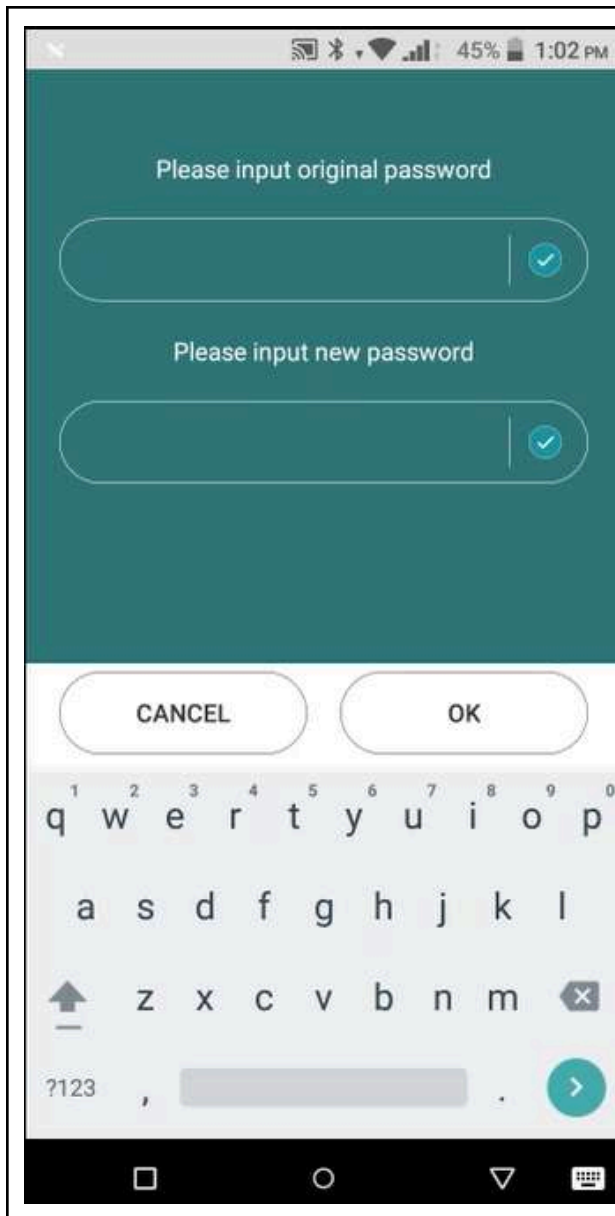 45% 1:02 PM
Please input original password
Please input new password
CANCEL OK
1 2 3 4 5 6 7 8 9 0
q w e r t y u i o p
a s d f g h j k l
z x c v b n m
?123 , .